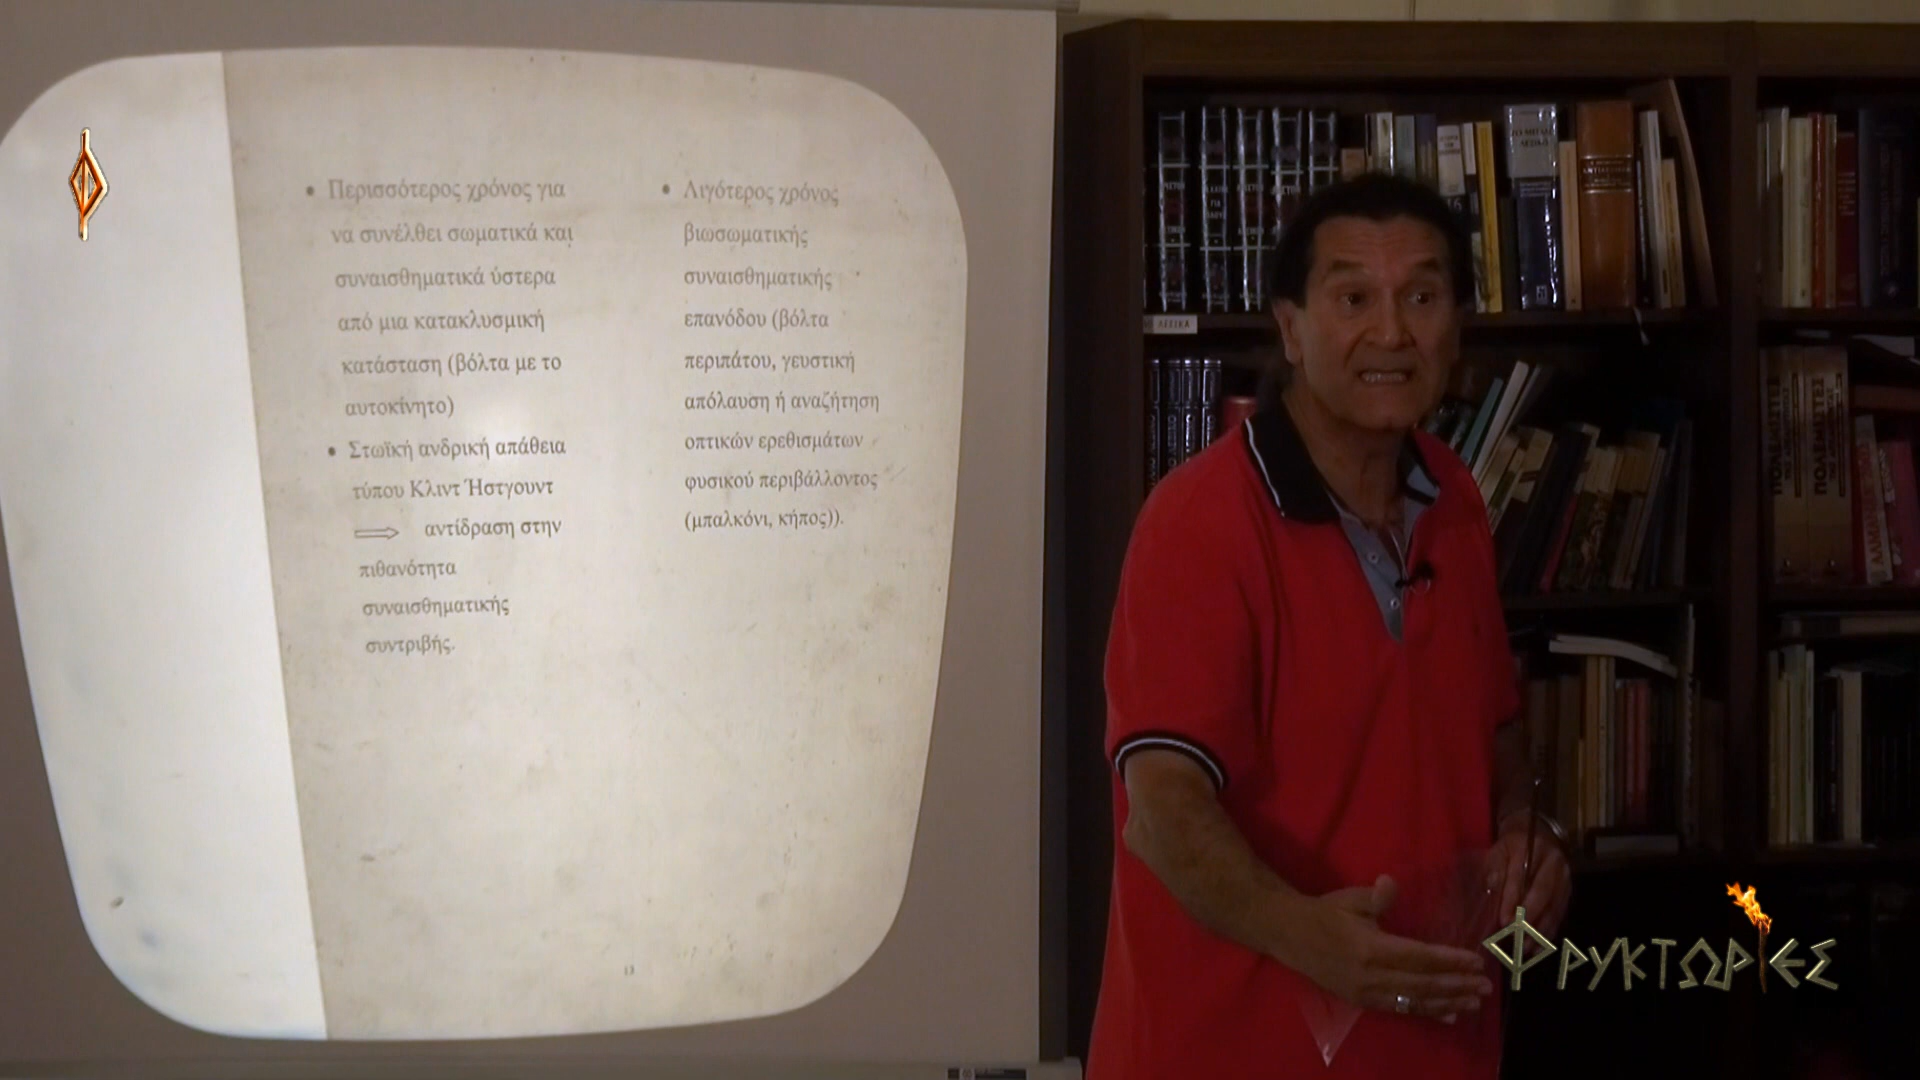 • Περισσότερος χρόνος για
να συνέλθει σωματικά και
συναισθηματικά ύστερα
από μια κατακλυσμική
κατάσταση (βόλτα με το
αυτοκίνητο)
• Στωϊκή ανδρική απάθεια
τύπου Κλιντ Ήστγουντ
⟹ αντίδραση στην
πιθανότητα
συναισθηματικής
συντριβής.
• Λιγότερος χρόνος
βιωσωματικής
συναισθηματικής
επανόδου (βόλτα
περιπάτου, γευστική
απόλαυση ή αναζήτηση
οπτικών ερεθισμάτων
φυσικού περιβάλλοντος
(μπαλκόνι, κήπος)).
13
ΛΕΞΙΚΑ
ΦΡΥΚΤΩΡΙΕΣ